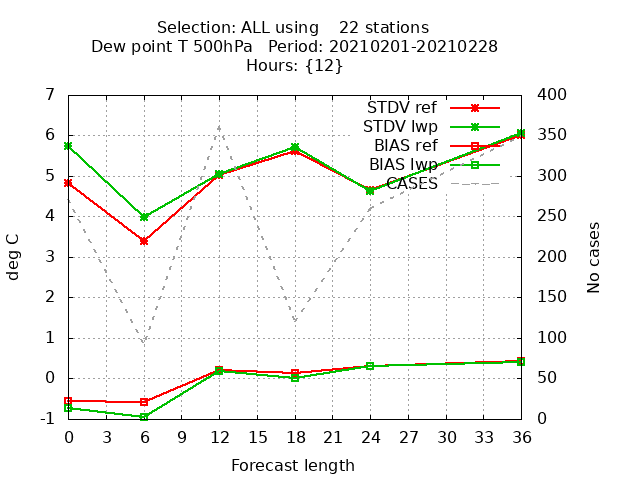 Selection: ALL using    22 stations
Dew point T 500hPa   Period: 20210201-20210228
Hours: {12}
7 400
STDV ref
STDV lwp
6 350
BIAS ref
BIAS lwp
5 300
CASES
4 250
deg C
No cases
3 200
2 150
1 100
0 50
-1 0
0 3 6 9 12 15 18 21 24 27 30 33 36
Forecast length